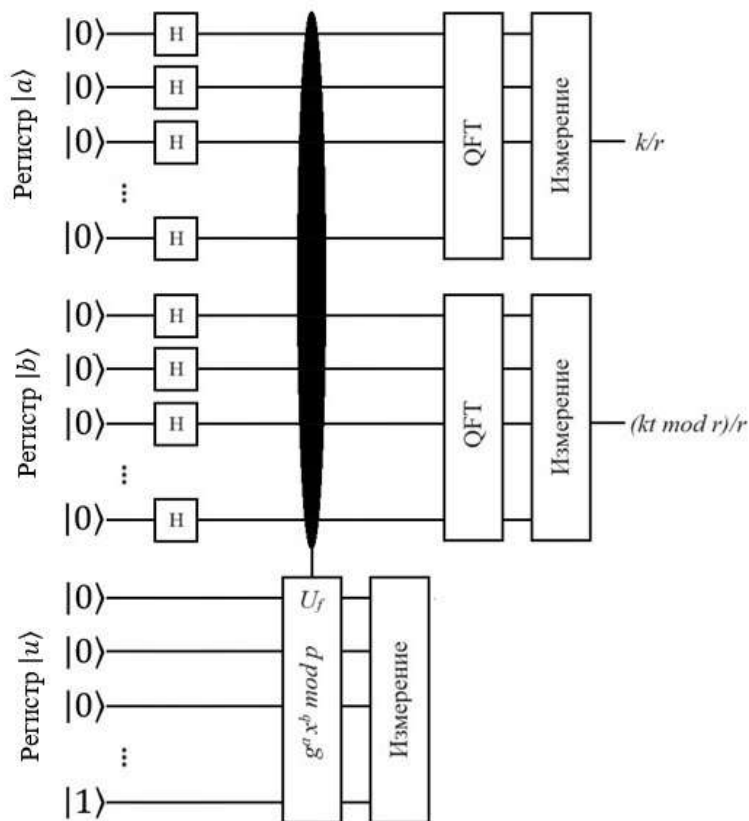 Регистр |a⟩
|0⟩ H
|0⟩ H
|0⟩ H
...
|0⟩ H
QFT
Измерение
k/r
Регистр |b⟩
|0⟩ H
|0⟩ H
|0⟩ H
...
|0⟩ H
QFT
Измерение
(kt mod r)/r
Регистр |u⟩
|0⟩
|0⟩
|0⟩
...
|1⟩
U_f
g^a x^b mod p
Измерение